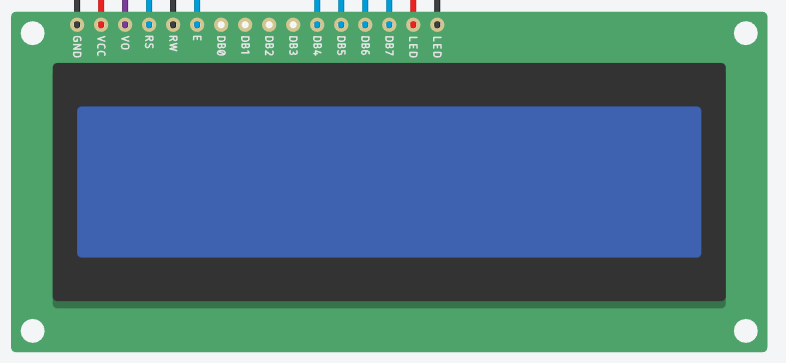 GND
VCC
VO
RS
RW
E
DB0
DB1
DB2
DB3
DB4
DB5
DB6
DB7
LED
LED